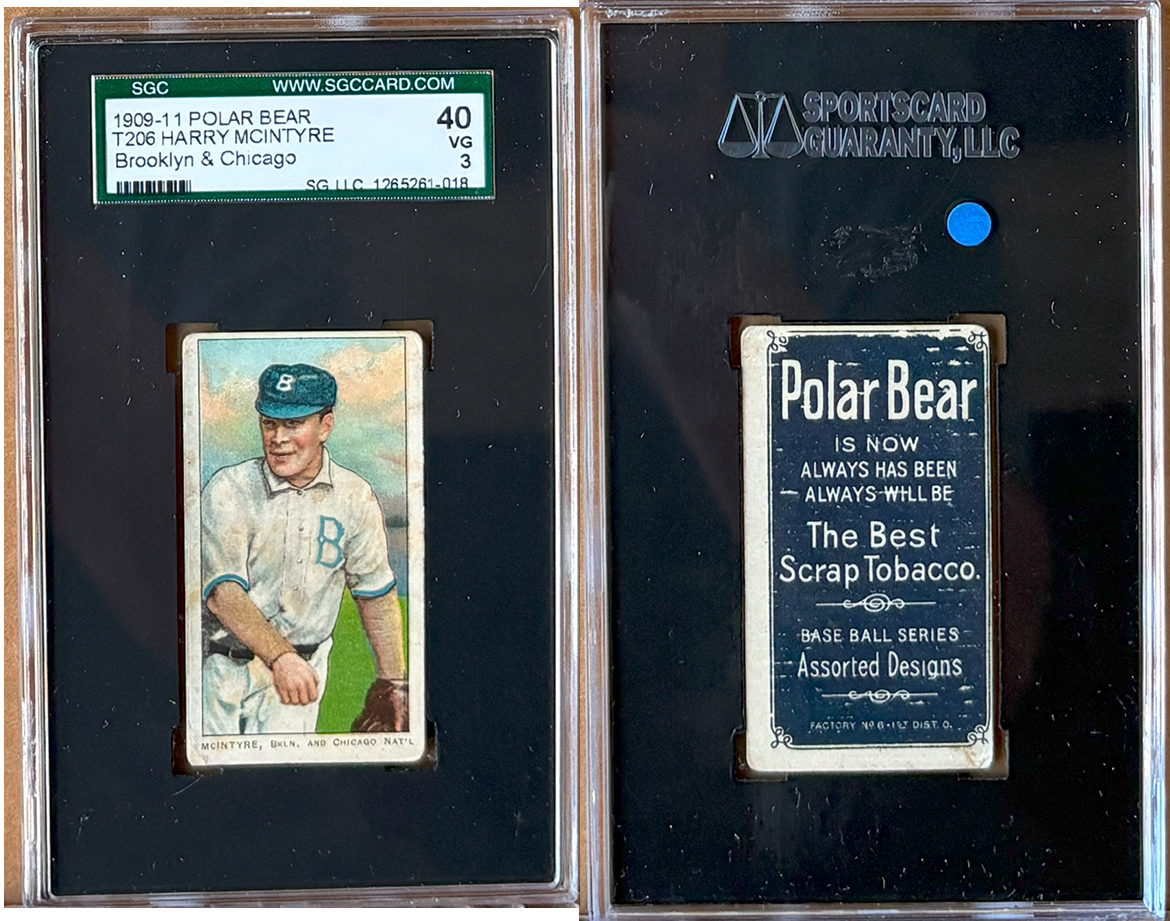 SGC WWW.SGCCARD.COM
1909-11 POLAR BEAR 40
T206 HARRY MCINTYRE VG
Brooklyn & Chicago 3
SG LLC 1265261-018
B
B
MCINTYRE, BKLN. AND CHICAGO NAT'L
SPORTSCARD
GUARANTY, LLC
Polar Bear
IS NOW
ALWAYS HAS BEEN
ALWAYS WILL BE
The Best
Scrap Tobacco.
BASE BALL SERIES
Assorted Designs
FACTORY Nº 6 - 1ST DIST. O.